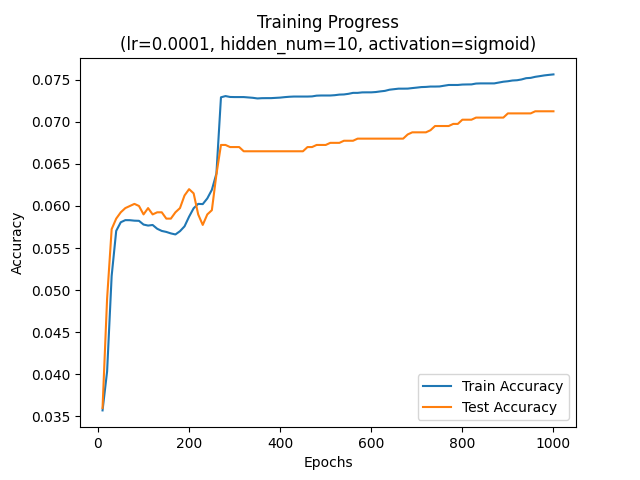 Training Progress
(lr=0.0001, hidden_num=10, activation=sigmoid)
Accuracy
0.075
0.070
0.065
0.060
0.055
0.050
0.045
0.040
0.035
0
200
400
600
800
1000
Epochs
Train Accuracy
Test Accuracy